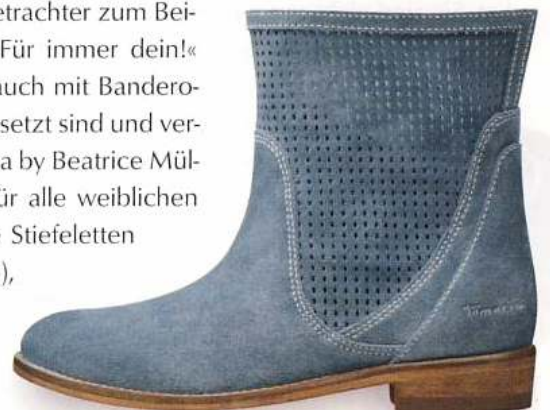 etrachter zum Bei-
Für immer dein!«
auch mit Bandero-
setzt sind und ver-
a by Beatrice Mül-
ür alle weiblichen
Stiefeletten
),
Tamaris